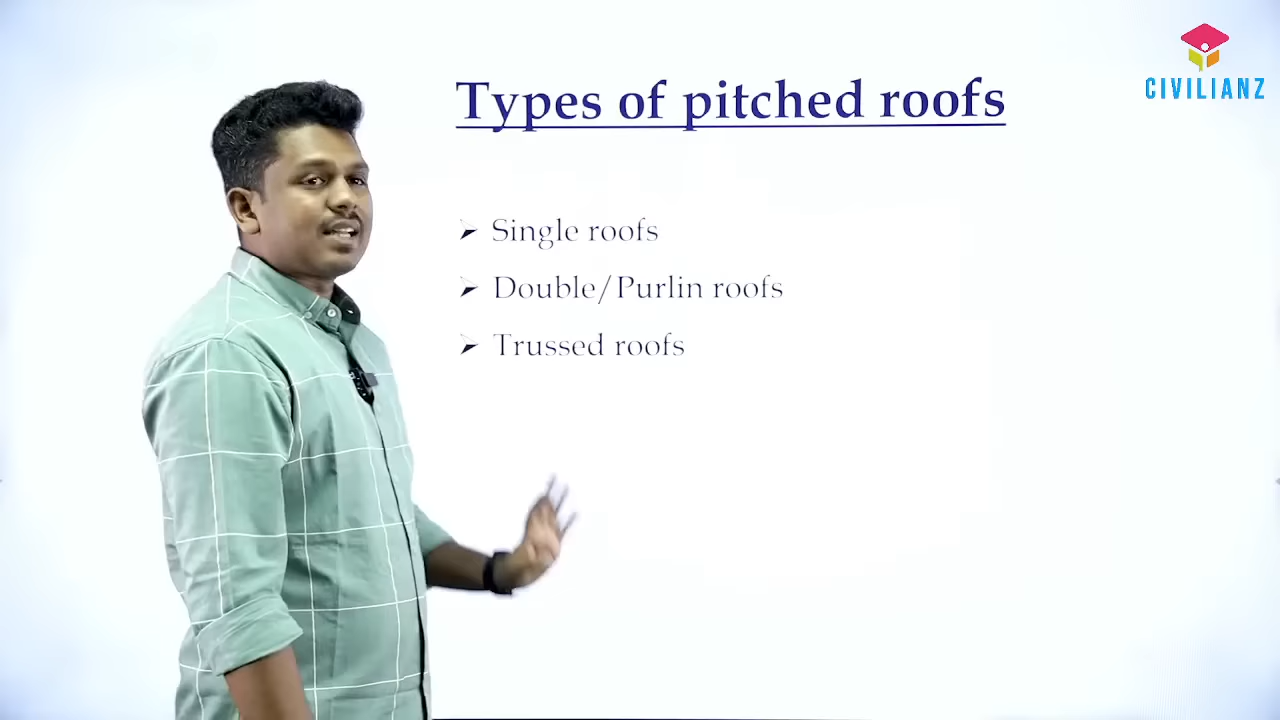 Types of pitched roofs
CIVILIANZ
➢ Single roofs
➢ Double/Purlin roofs
➢ Trussed roofs